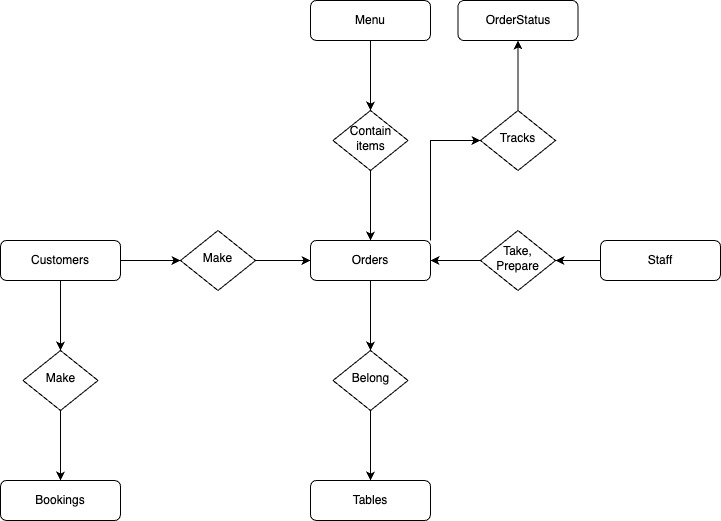 Menu
OrderStatus
Contain
items
Tracks
Customers
Make
Orders
Take,
Prepare
Staff
Make
Belong
Bookings
Tables